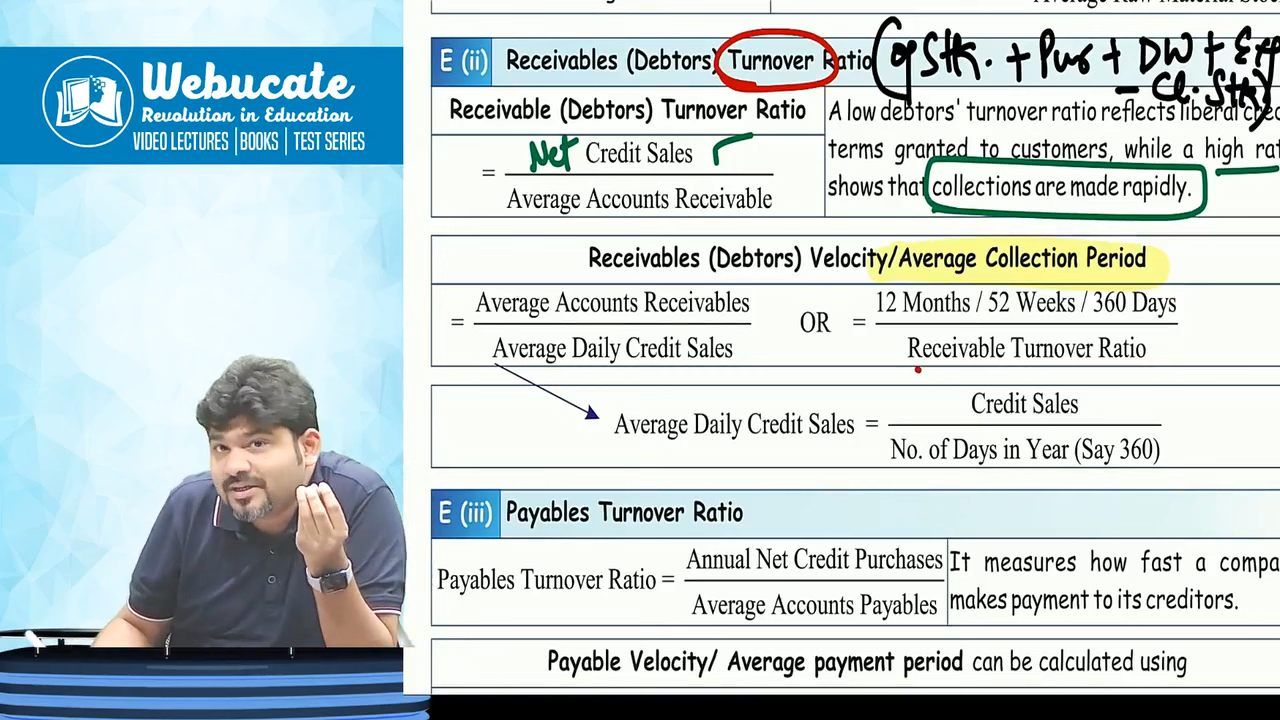 Webucate
Revolution in Education
VIDEO LECTURES | BOOKS | TEST SERIES
E (ii) Receivables (Debtors) Turnover Ratio
Stk. + Pur + DW +
- Cl. Stk)
Receivable (Debtors) Turnover Ratio
= Net Credit Sales
Average Accounts Receivable
A low debtors' turnover ratio reflects liberal
terms granted to customers, while a high
shows that collections are made rapidly.
Receivables (Debtors) Velocity/Average Collection Period
= Average Accounts Receivables
Average Daily Credit Sales
OR = 12 Months / 52 Weeks / 360 Days
Receivable Turnover Ratio
Average Daily Credit Sales = Credit Sales
No. of Days in Year (Say 360)
E (iii) Payables Turnover Ratio
Payables Turnover Ratio = Annual Net Credit Purchases
Average Accounts Payables
It measures how fast a compa
makes payment to its creditors.
Payable Velocity/ Average payment period can be calculated using